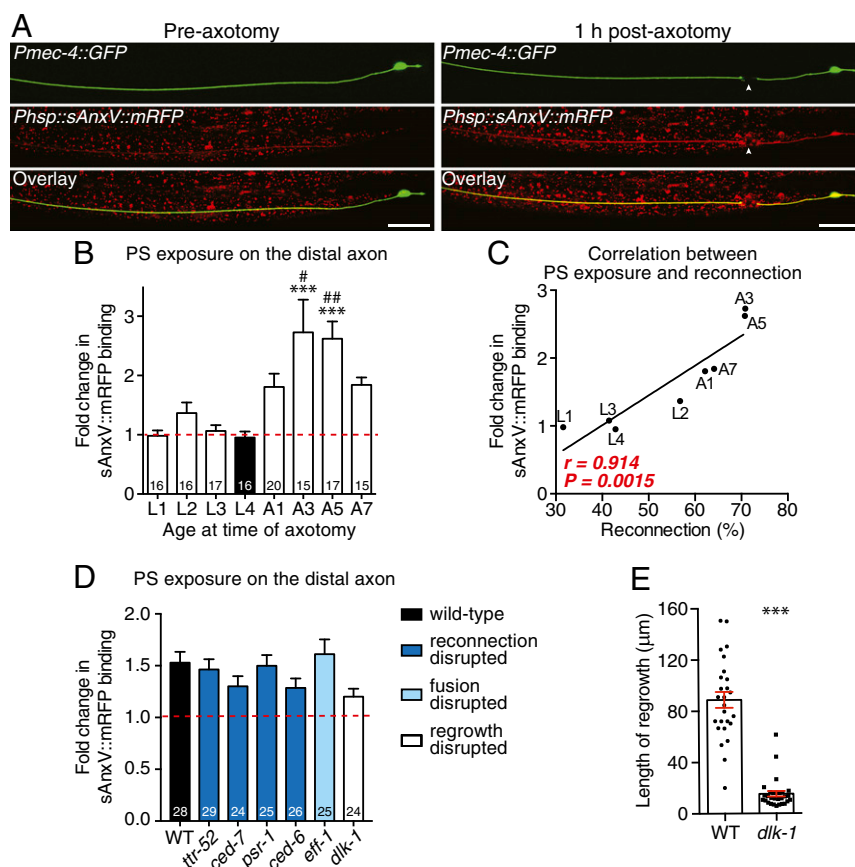 A
Pre-axotomy
1 h post-axotomy
Pmec-4::GFP
Pmec-4::GFP
Phsp::sAnxV::mRFP
Phsp::sAnxV::mRFP
Overlay
Overlay
B
PS exposure on the distal axon
# ##
*** ***
Fold change in
sAnxV::mRFP binding
3
2
1
0
16 16 17 16 20 15 17 15
L1 L2 L3 L4 A1 A3 A5 A7
Age at time of axotomy
C
Correlation between
PS exposure and reconnection
Fold change in
sAnxV::mRFP binding
3
2
1
0
A3
A5
A1 A7
L2
L1 L3
L4
r = 0.914
P = 0.0015
30 40 50 60 70 80
Reconnection (%)
D
PS exposure on the distal axon
Fold change in
sAnxV::mRFP binding
2.0
1.5
1.0
0.5
0.0
28 29 24 25 26 25 24
WT ttr-52 ced-7 psr-1 ced-6 eff-1 dlk-1
wild-type
reconnection
disrupted
fusion
disrupted
regrowth
disrupted
E
***
Length of regrowth (µm)
160
120
80
40
0
WT dlk-1